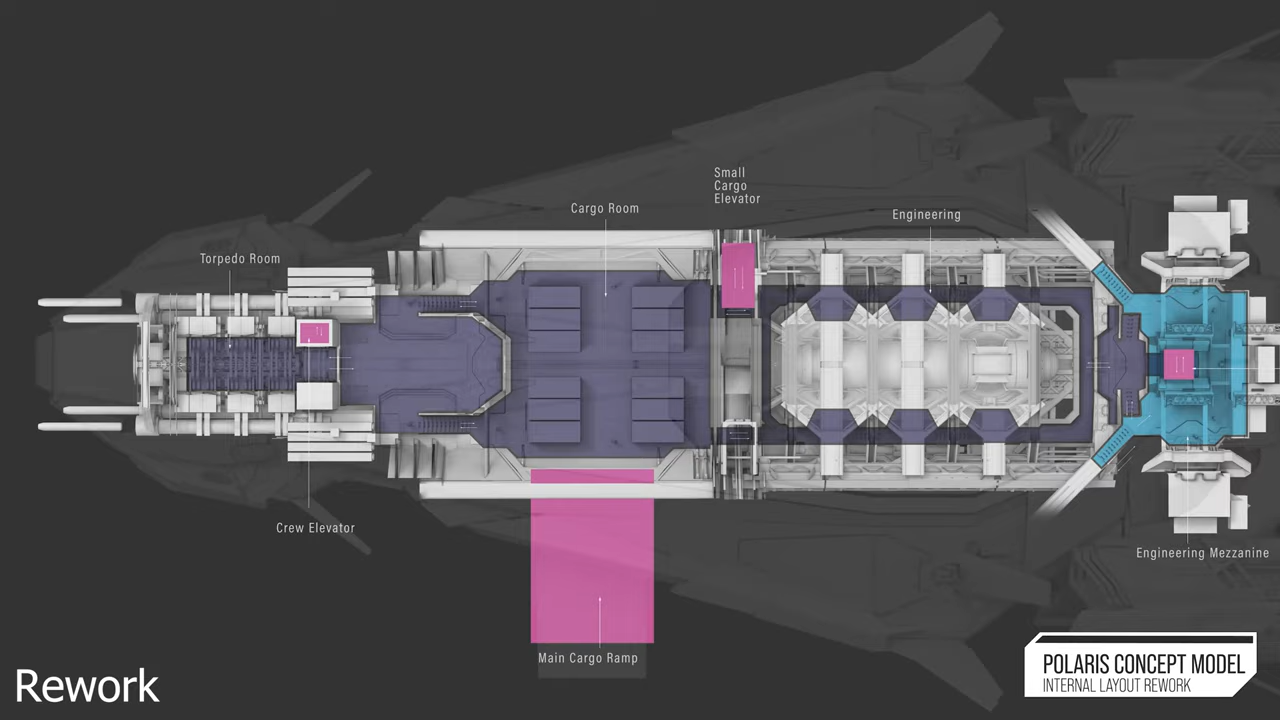 Small
Cargo
Elevator
Cargo Room
Engineering
Torpedo Room
Crew Elevator
Engineering Mezzanine
Main Cargo Ramp
Rework
POLARIS CONCEPT MODEL
INTERNAL LAYOUT REWORK